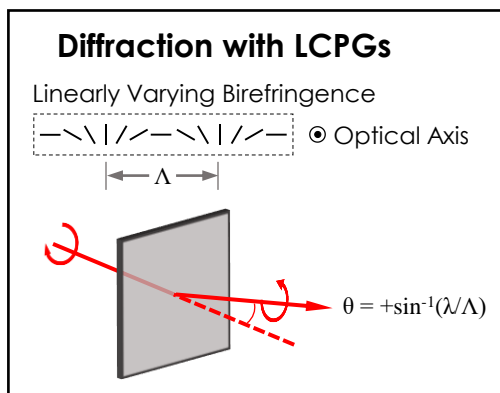 Diffraction with LCPGs
Linearly Varying Birefringence
Optical Axis
Λ
θ = +sin⁻¹(λ/Λ)